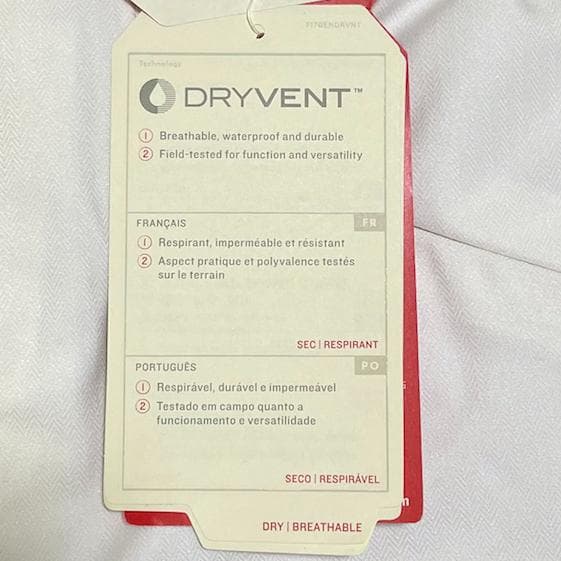 Technology
DRYVENT™
1 Breathable, waterproof and durable
2 Field-tested for function and versatility
FRANÇAIS
FR
1 Respirant, imperméable et résistant
2 Aspect pratique et polyvalence testés
sur le terrain
SEC | RESPIRANT
PORTUGUÊS
PO
1 Respirável, durável e impermeável
2 Testado em campo quanto a
funcionamento e versatilidade
SECO | RESPIRÁVEL
DRY | BREATHABLE